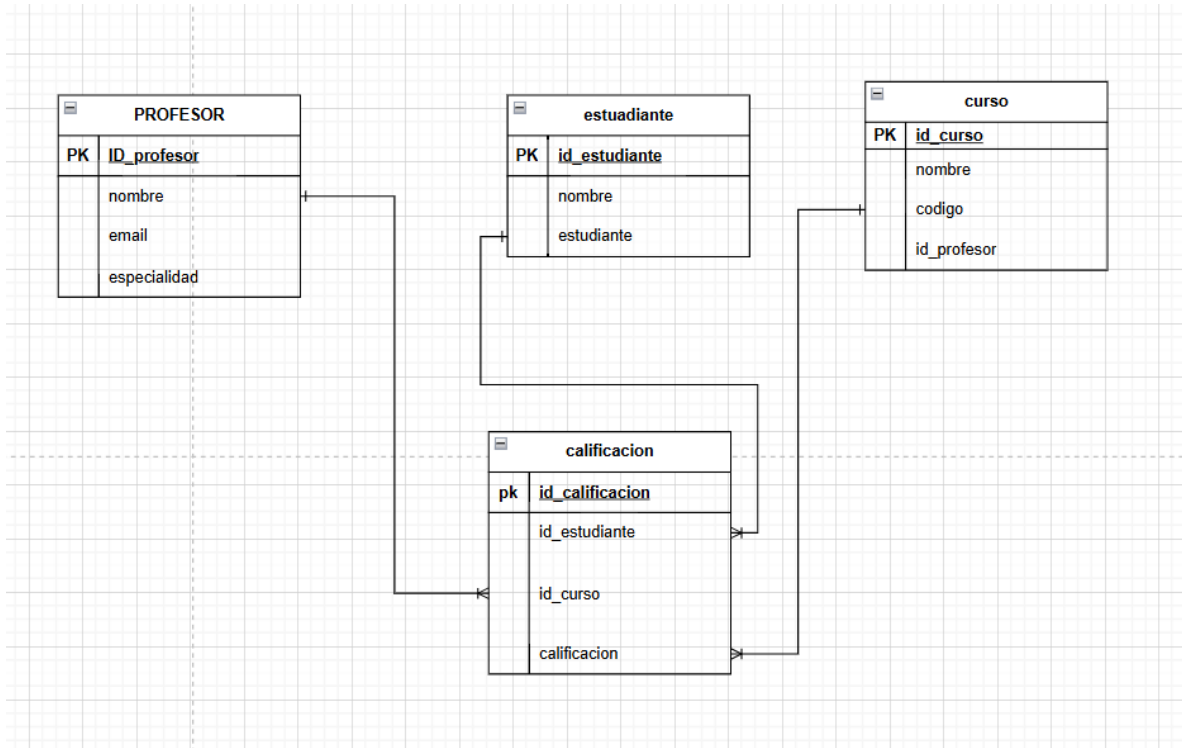 PROFESOR
PK ID_profesor
nombre
email
especialidad
estuadiante
PK id_estudiante
nombre
estudiante
curso
PK id_curso
nombre
codigo
id_profesor
calificacion
pk id_calificacion
id_estudiante
id_curso
calificacion